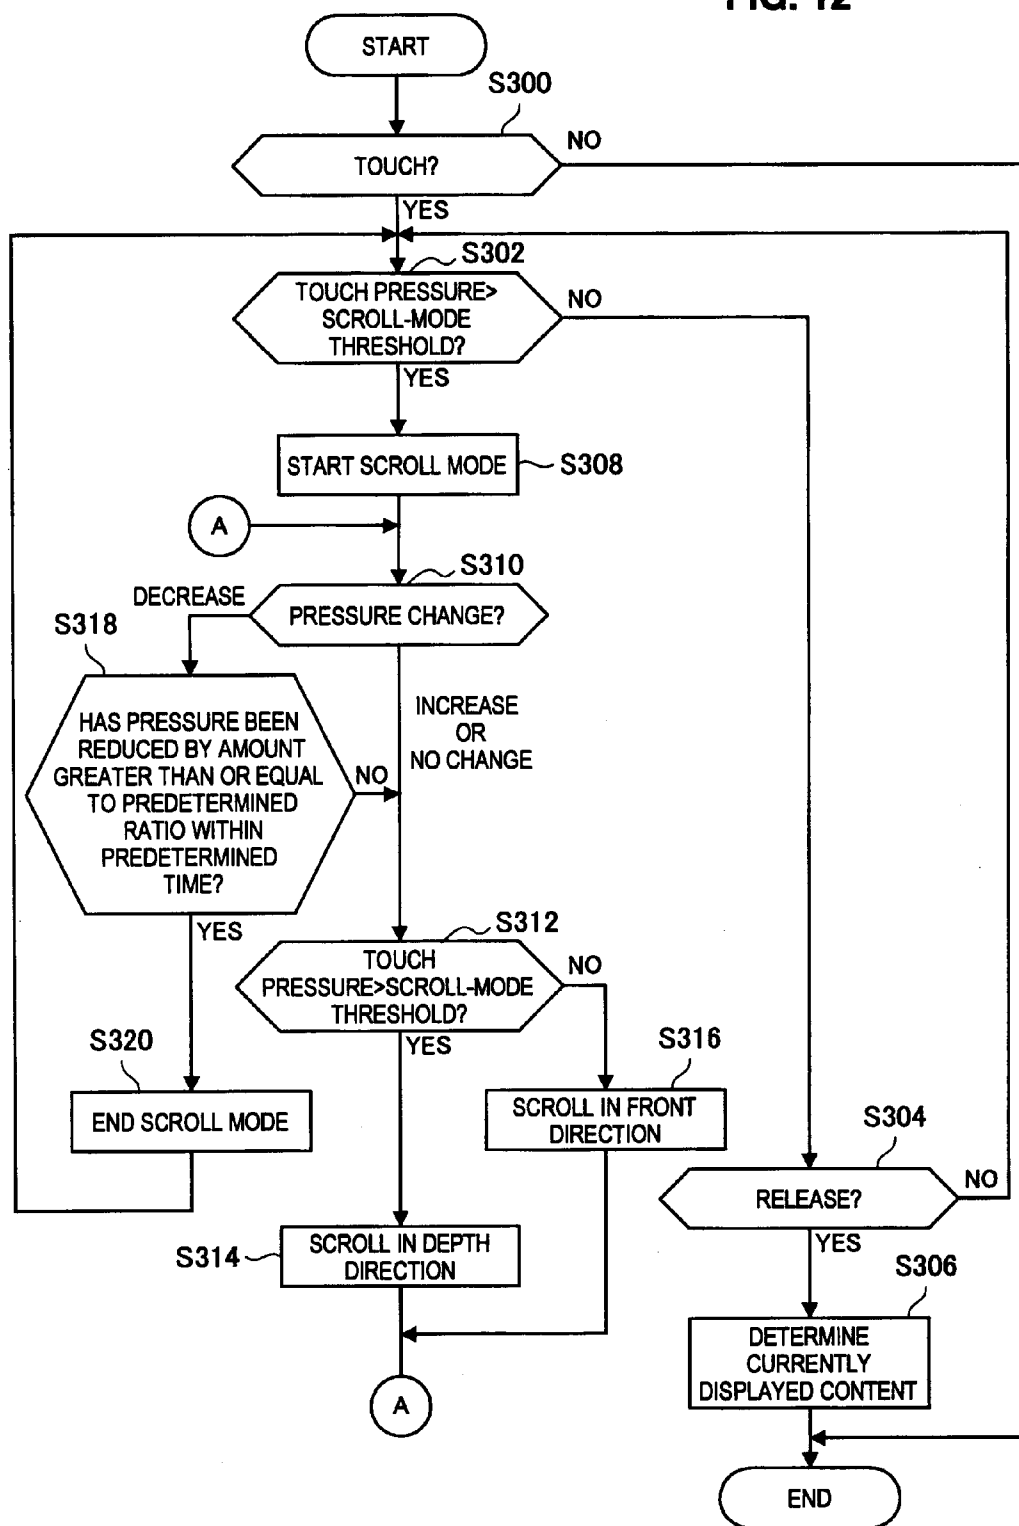 FIG. 12
START
S300
TOUCH?
NO
YES
S302
TOUCH PRESSURE>
SCROLL-MODE
THRESHOLD?
NO
YES
START SCROLL MODE
S308
A
S310
PRESSURE CHANGE?
DECREASE
S318
HAS PRESSURE BEEN
REDUCED BY AMOUNT
GREATER THAN OR EQUAL
TO PREDETERMINED
RATIO WITHIN
PREDETERMINED
TIME?
NO
INCREASE
OR
NO CHANGE
YES
S312
TOUCH
PRESSURE>SCROLL-MODE
THRESHOLD?
NO
YES
S320
END SCROLL MODE
S316
SCROLL IN FRONT
DIRECTION
S304
RELEASE?
NO
YES
S314
SCROLL IN DEPTH
DIRECTION
S306
DETERMINE
CURRENTLY
DISPLAYED CONTENT
A
END